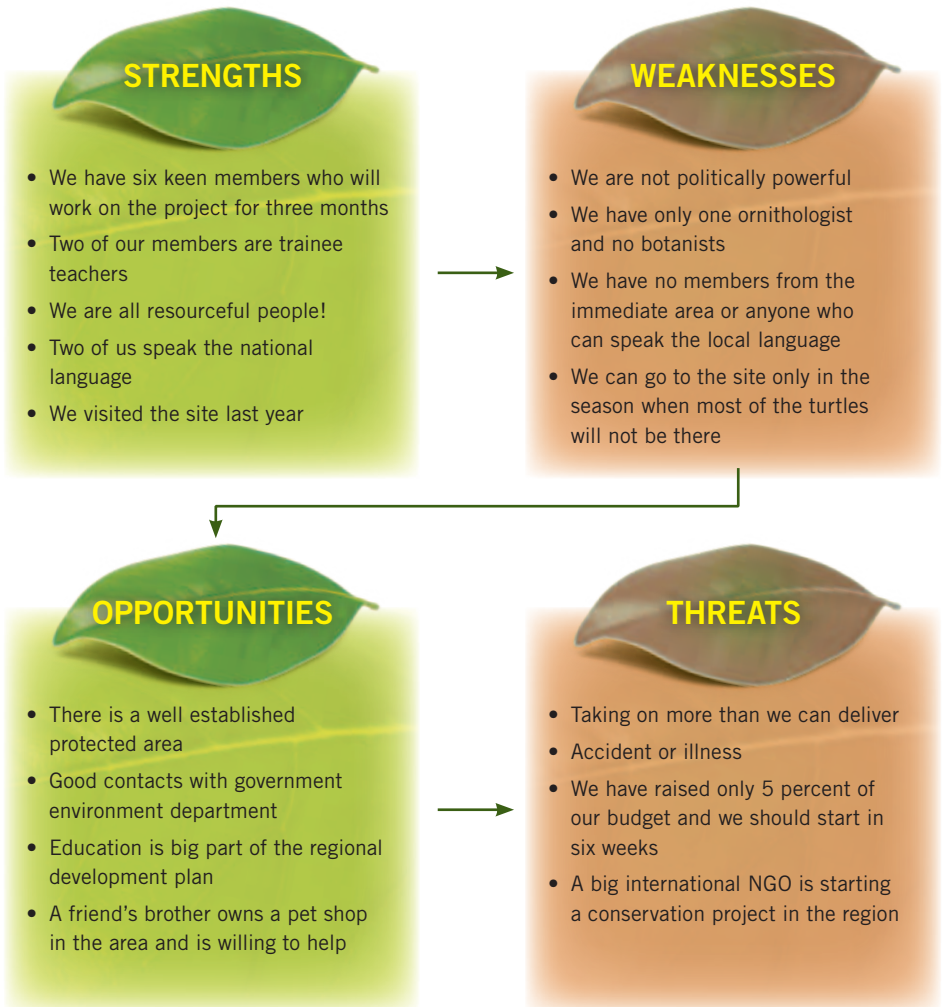 STRENGTHS
• We have six keen members who will
work on the project for three months
• Two of our members are trainee
teachers
• We are all resourceful people!
• Two of us speak the national
language
• We visited the site last year
WEAKNESSES
• We are not politically powerful
• We have only one ornithologist
and no botanists
• We have no members from the
immediate area or anyone who
can speak the local language
• We can go to the site only in the
season when most of the turtles
will not be there
OPPORTUNITIES
• There is a well established
protected area
• Good contacts with government
environment department
• Education is big part of the regional
development plan
• A friend's brother owns a pet shop
in the area and is willing to help
THREATS
• Taking on more than we can deliver
• Accident or illness
• We have raised only 5 percent of
our budget and we should start in
six weeks
• A big international NGO is starting
a conservation project in the region